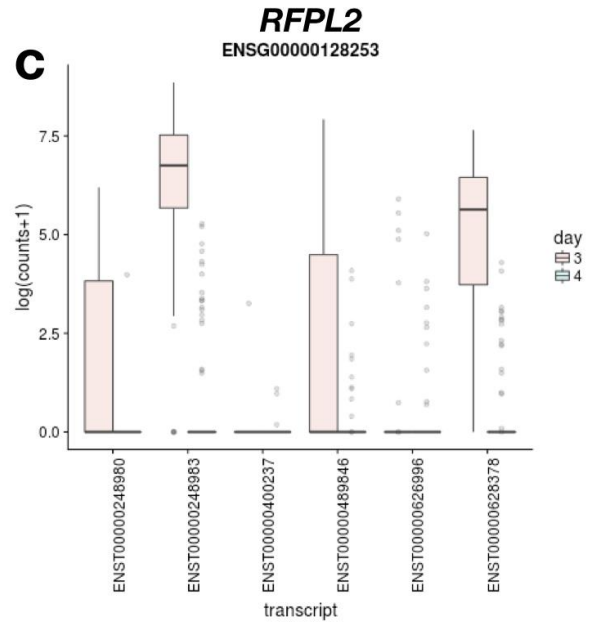 RFPL2
C
ENSG00000128253
log(counts+1)
7.5
5.0
2.5
0.0
day
3
4
ENST00000248980
ENST00000248983
ENST00000400237
ENST00000489846
ENST00000626996
ENST00000628378
transcript